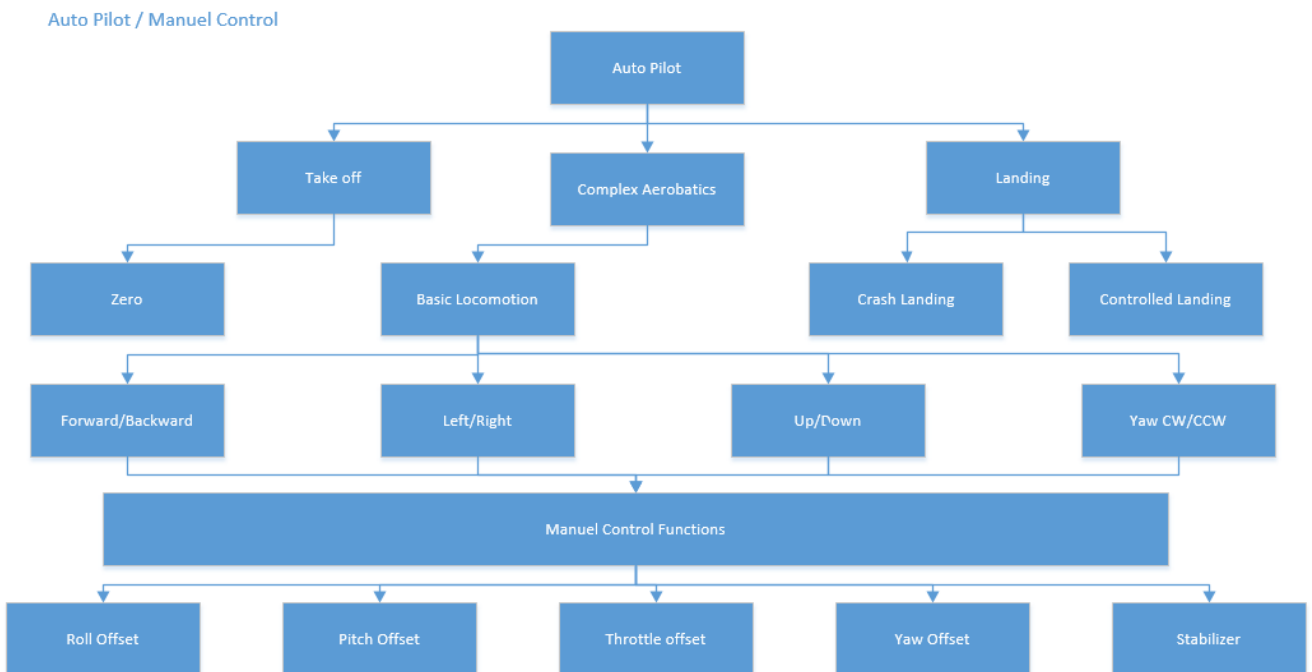 Auto Pilot / Manuel Control
Auto Pilot
Take off
Complex Aerobatics
Landing
Zero
Basic Locomotion
Crash Landing
Controlled Landing
Forward/Backward
Left/Right
Up/Down
Yaw CW/CCW
Manuel Control Functions
Roll Offset
Pitch Offset
Throttle offset
Yaw Offset
Stabilizer